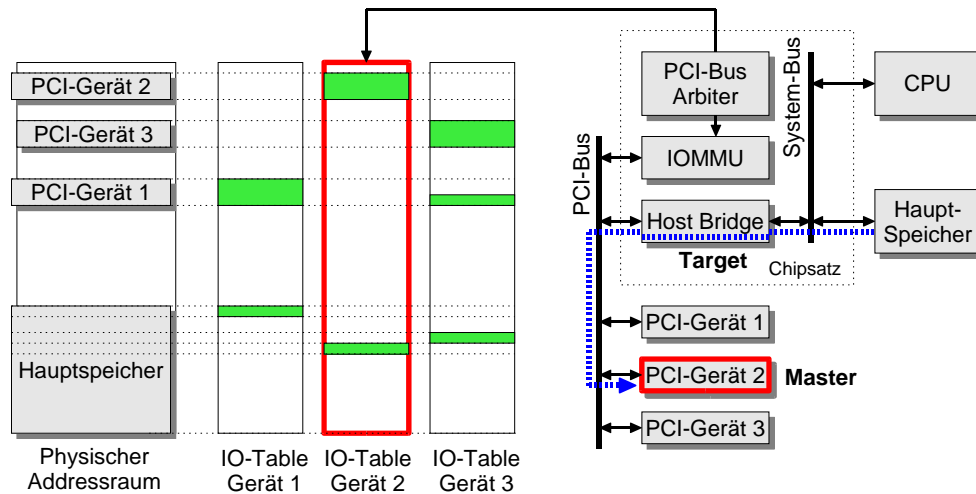 PCI-Gerät 2
PCI-Gerät 3
PCI-Gerät 1
Hauptspeicher
Physischer
Addressraum
IO-Table
Gerät 1
IO-Table
Gerät 2
IO-Table
Gerät 3
PCI-Bus
Arbiter
IOMMU
Host Bridge
Target
Chipsatz
PCI-Bus
System-Bus
CPU
Haupt-
Speicher
PCI-Gerät 1
PCI-Gerät 2
Master
PCI-Gerät 3